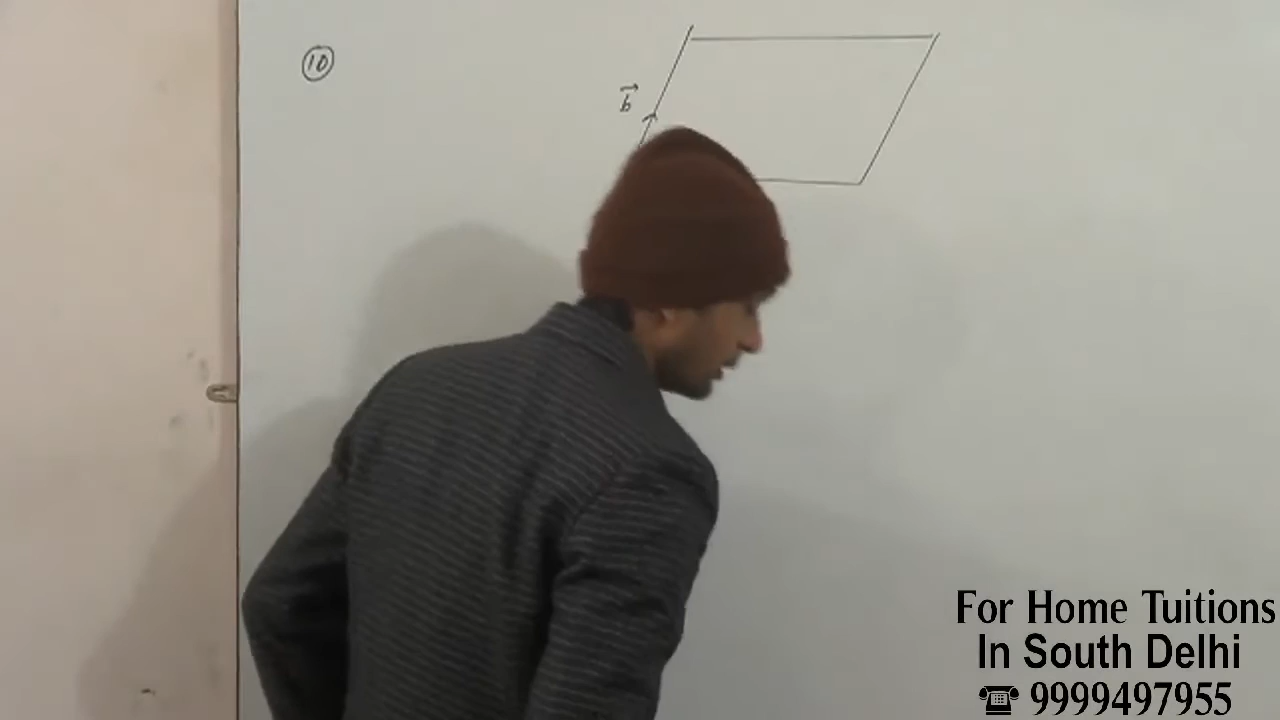 10
b⃗
For Home Tuitions
In South Delhi
☎ 9999497955